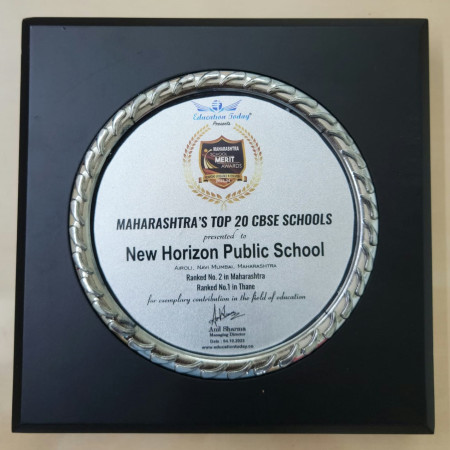 Education Today®
Presents
MAHARASHTRA
SCHOOL
MERIT
AWARDS
MAHARASHTRA'S TOP 20 CBSE SCHOOLS
presented to
New Horizon Public School
AIROLI, NAVI MUMBAI, MAHARASHTRA
Ranked No. 2 in Maharashtra
Ranked No.1 in Thane
for exemplary contribution in the field of education
Anil Sharma
Managing Director
www.educationtoday.co